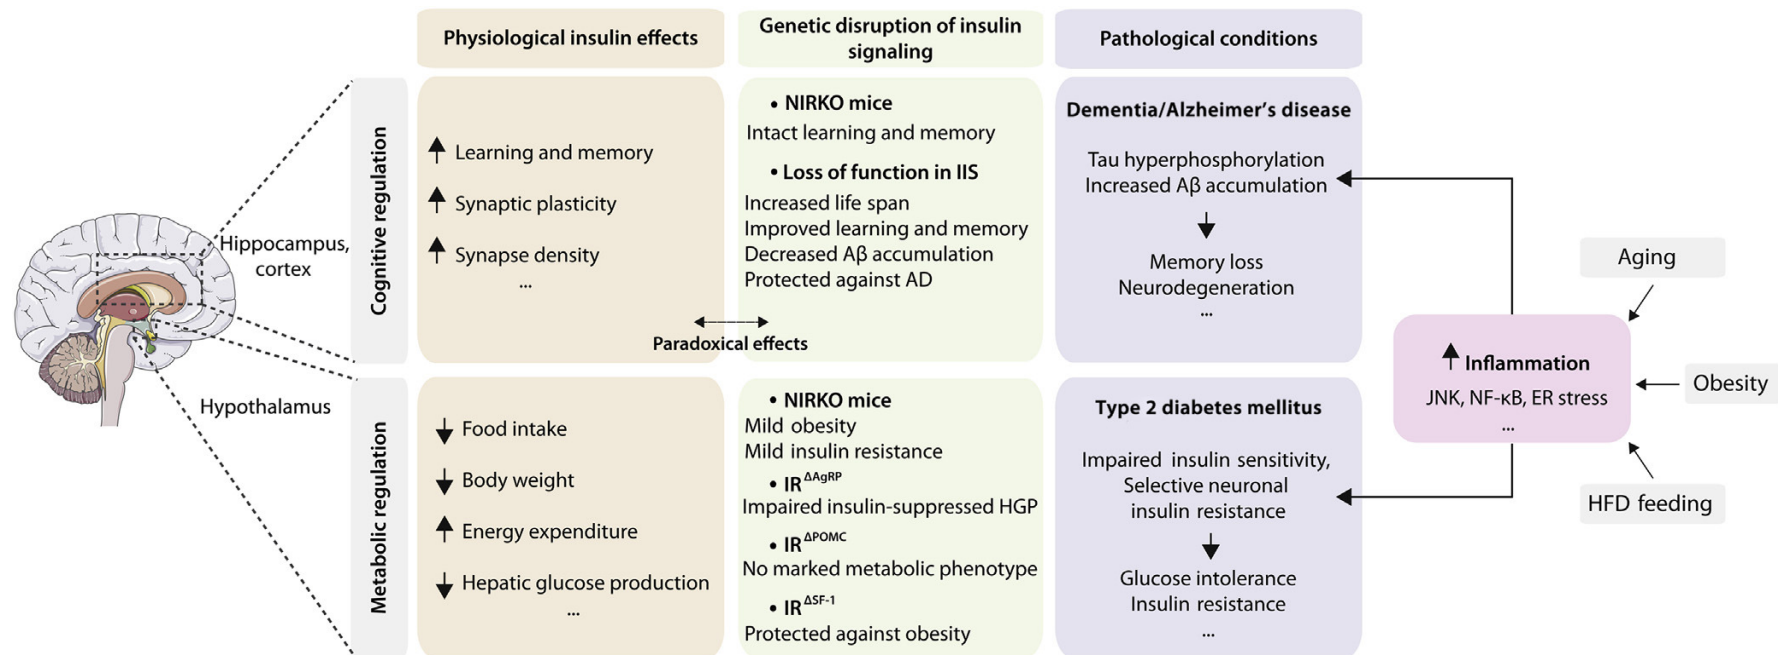 Physiological insulin effects
Genetic disruption of insulin
signaling
Pathological conditions
Hippocampus,
cortex
Hypothalamus
Cognitive regulation
Learning and memory
Synaptic plasticity
Synapse density
...
• NIRKO mice
Intact learning and memory
• Loss of function in IIS
Increased life span
Improved learning and memory
Decreased Aβ accumulation
Protected against AD
Paradoxical effects
Dementia/Alzheimer's disease
Tau hyperphosphorylation
Increased Aβ accumulation
Memory loss
Neurodegeneration
...
Metabolic regulation
Food intake
Body weight
Energy expenditure
Hepatic glucose production
...
• NIRKO mice
Mild obesity
Mild insulin resistance
• IR^ΔAgRP
Impaired insulin-suppressed HGP
• IR^ΔPOMC
No marked metabolic phenotype
• IR^ΔSF-1
Protected against obesity
Type 2 diabetes mellitus
Impaired insulin sensitivity,
Selective neuronal
insulin resistance
Glucose intolerance
Insulin resistance
...
Inflammation
JNK, NF-κB, ER stress
...
Aging
Obesity
HFD feeding